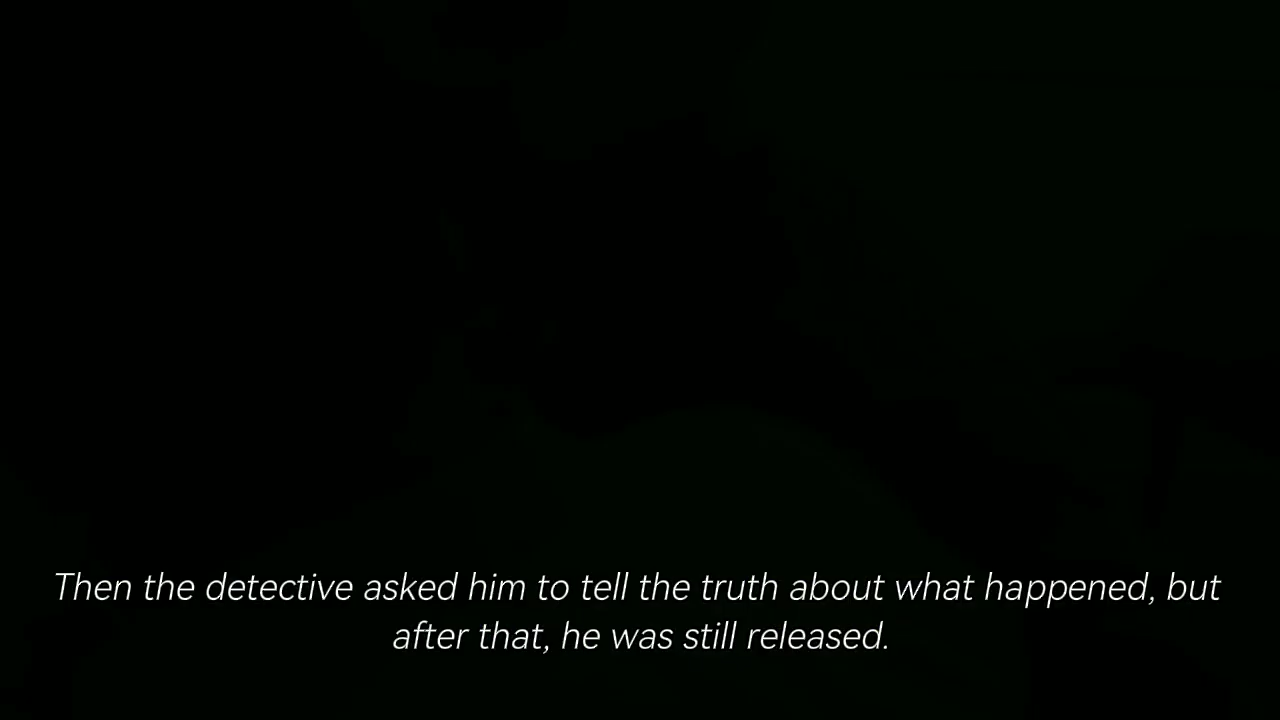 Then the detective asked him to tell the truth about what happened, but
after that, he was still released.